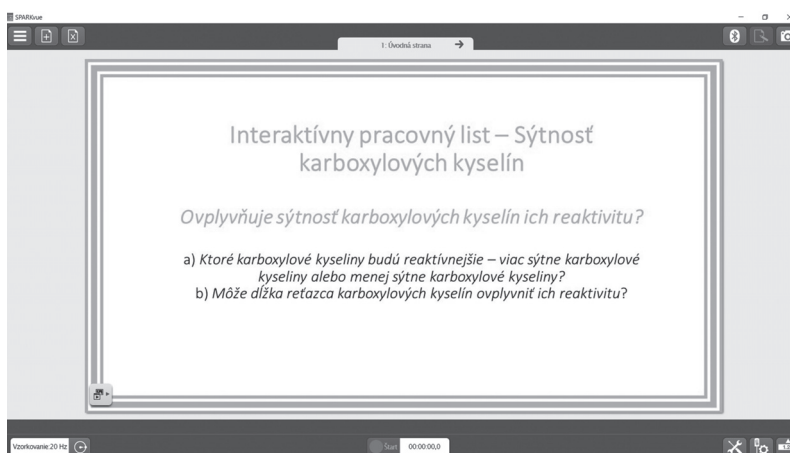 SPARKvue
1: Úvodná strana
Interaktívny pracovný list – Sýtnosť
karboxylových kyselín
Ovplyvňuje sýtnosť karboxylových kyselín ich reaktivitu?
a) Ktoré karboxylové kyseliny budú reaktívnejšie – viac sýtne karboxylové
kyseliny alebo menej sýtne karboxylové kyseliny?
b) Môže dĺžka reťazca karboxylových kyselín ovplyvniť ich reaktivitu?
Vzorkovanie:20 Hz
Štart
00:00:00,0